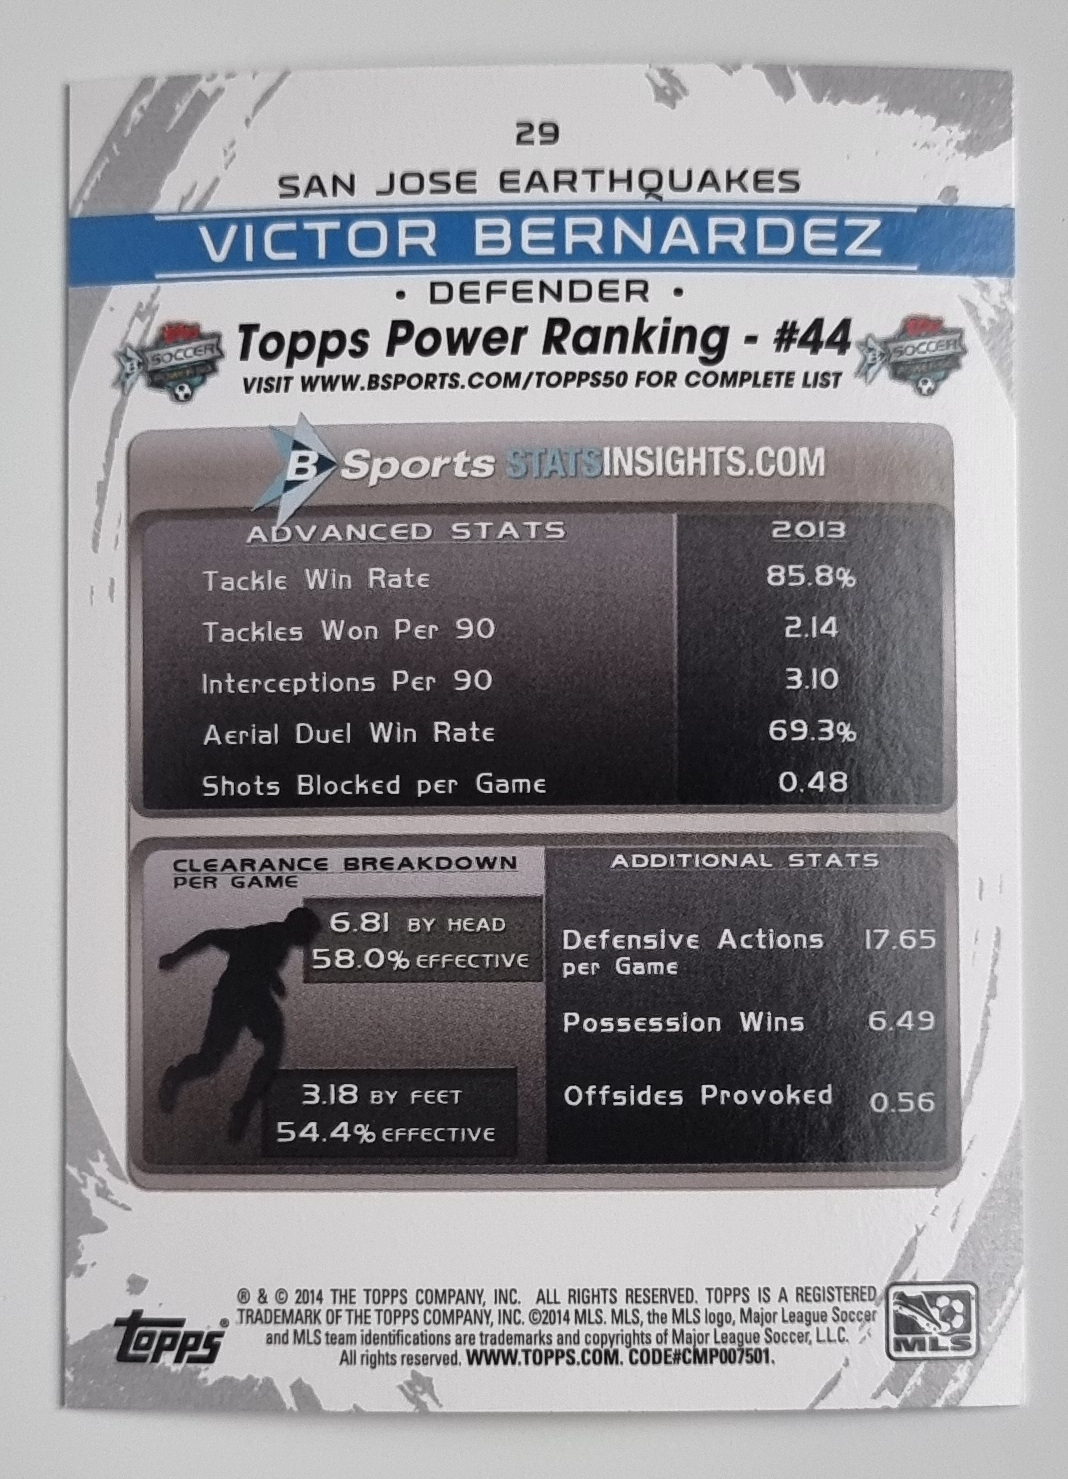 29
SAN JOSE EARTHQUAKES
VICTOR BERNARDEZ
• DEFENDER •
Topps Power Ranking - #44
SOCCER
SOCCER
VISIT WWW.BSPORTS.COM/TOPPS50 FOR COMPLETE LIST
B Sports STATSINSIGHTS.COM
ADVANCED STATS 2013
Tackle Win Rate 85.8%
Tackles Won Per 90 2.14
Interceptions Per 90 3.10
Aerial Duel Win Rate 69.3%
Shots Blocked per Game 0.48
CLEARANCE BREAKDOWN
PER GAME
6.81 BY HEAD
58.0% EFFECTIVE
3.18 BY FEET
54.4% EFFECTIVE
ADDITIONAL STATS
Defensive Actions 17.65
per Game
Possession Wins 6.49
Offsides Provoked 0.56
® & © 2014 THE TOPPS COMPANY, INC. ALL RIGHTS RESERVED. TOPPS IS A REGISTERED
TRADEMARK OF THE TOPPS COMPANY, INC. ©2014 MLS. MLS, the MLS logo, Major League Soccer
and MLS team identifications are trademarks and copyrights of Major League Soccer, L.L.C.
All rights reserved. WWW.TOPPS.COM. CODE#CMP007501.
topps®
MLS